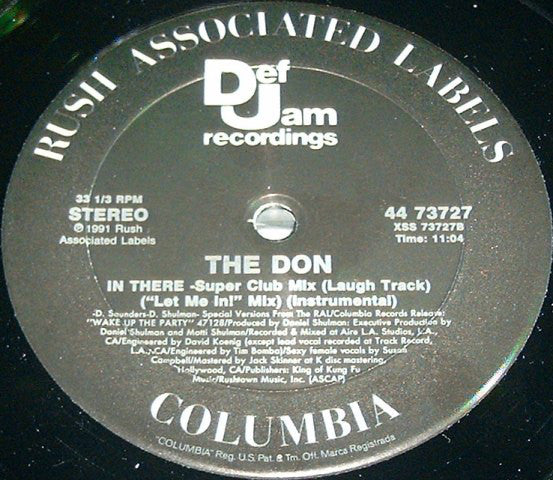 RUSH ASSOCIATED LABELS
Def
Jam
recordings
33 1/3 RPM
STEREO
℗1991 Rush
Associated Labels
44 73727
XSS 73727B
Time: 11:04
THE DON
IN THERE -Super Club Mix (Laugh Track)
("Let Me In!" Mix) (Instrumental)
-D. Saunders-D. Shulman- Special Versions From The RAL/Columbia Records Release:
"WAKE UP THE PARTY" 47128/Produced by Daniel Shulman: Executive Production by
Daniel Shulman and Matti Shulman/Recorded & Mixed at Aire L.A. Studios, L.A.,
CA/Engineered by David Koenig (except lead vocal recorded at Track Record,
L.A., CA/Engineered by Tim Bomba)/Sexy female vocals by Susan
Campbell/Mastered by Jack Skinner at K disc mastering,
Hollywood, CA/Publishers: King of Kung Fu
Music/Rushtown Music, Inc. (ASCAP)
COLUMBIA
"COLUMBIA" Reg. U.S. Pat. & Tm. Off. Marca Registrada